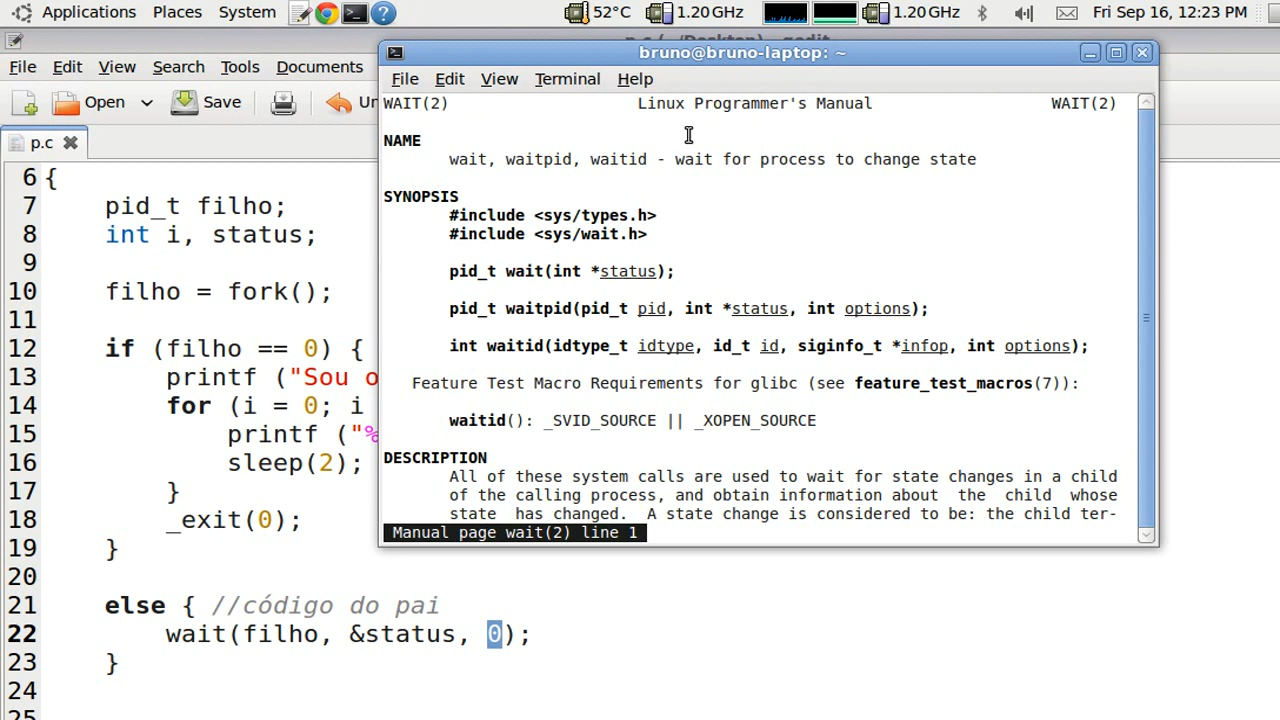 Applications Places System 52°C 1.20 GHz 1.20 GHz Fri Sep 16, 12:23 PM
bruno@bruno-laptop: ~
File Edit View Search Tools Documents
File Edit View Terminal Help
Open Save Un
p.c
WAIT(2) Linux Programmer's Manual WAIT(2)
NAME
wait, waitpid, waitid - wait for process to change state
SYNOPSIS
#include <sys/types.h>
#include <sys/wait.h>
pid_t wait(int *status);
pid_t waitpid(pid_t pid, int *status, int options);
int waitid(idtype_t idtype, id_t id, siginfo_t *infop, int options);
Feature Test Macro Requirements for glibc (see feature_test_macros(7)):
waitid(): _SVID_SOURCE || _XOPEN_SOURCE
DESCRIPTION
All of these system calls are used to wait for state changes in a child
of the calling process, and obtain information about the child whose
state has changed. A state change is considered to be: the child ter-
Manual page wait(2) line 1
6 {
7 pid_t filho;
8 int i, status;
9
10 filho = fork();
11
12 if (filho == 0) {
13 printf ("Sou o
14 for (i = 0; i
15 printf ("%
16 sleep(2);
17 }
18 _exit(0);
19 }
20
21 else { //código do pai
22 wait(filho, &status, 0);
23 }
24
25